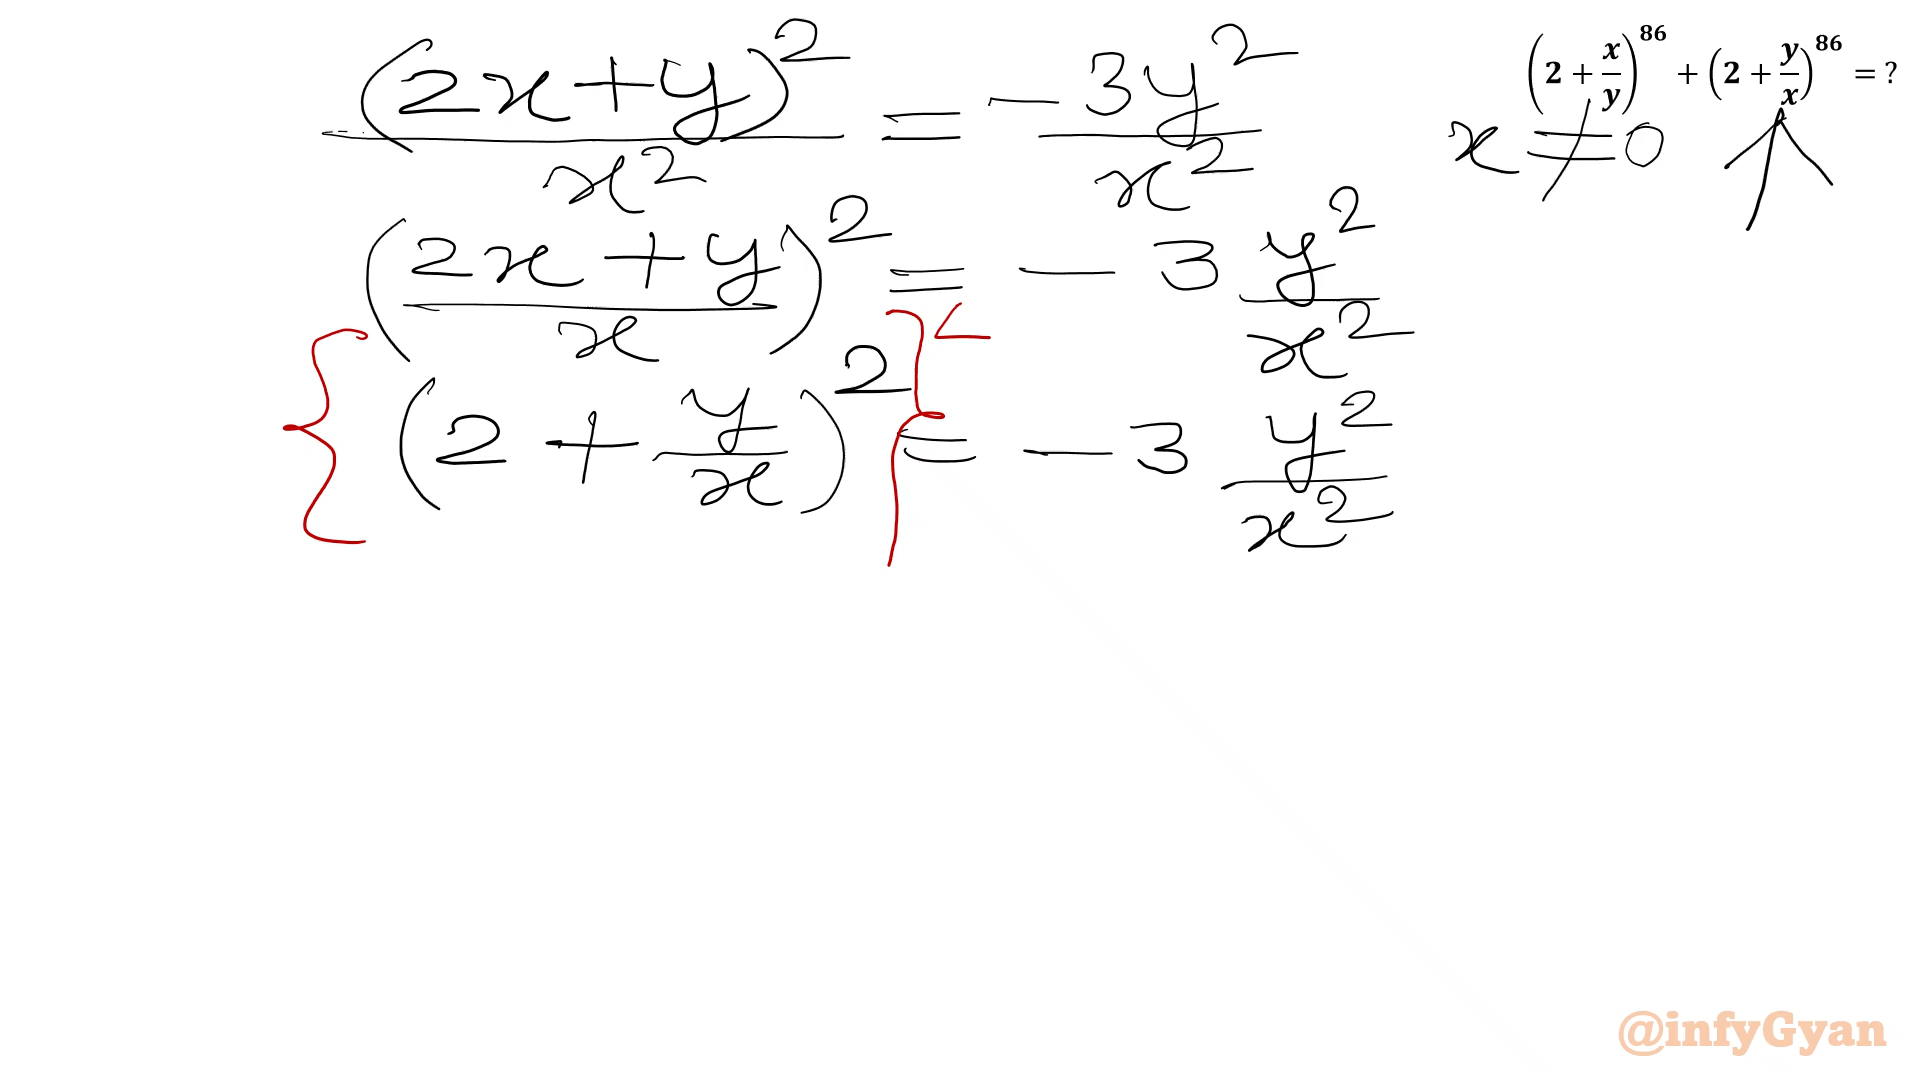 (2x+y)²/x² = -3y²/x²
(2 + x/y)^86 + (2 + y/x)^86 = ?
x ≠ 0
((2x+y)/x)² = -3 y²/x²
{(2 + y/x)²}² = -3 y²/x²
@infyGyan